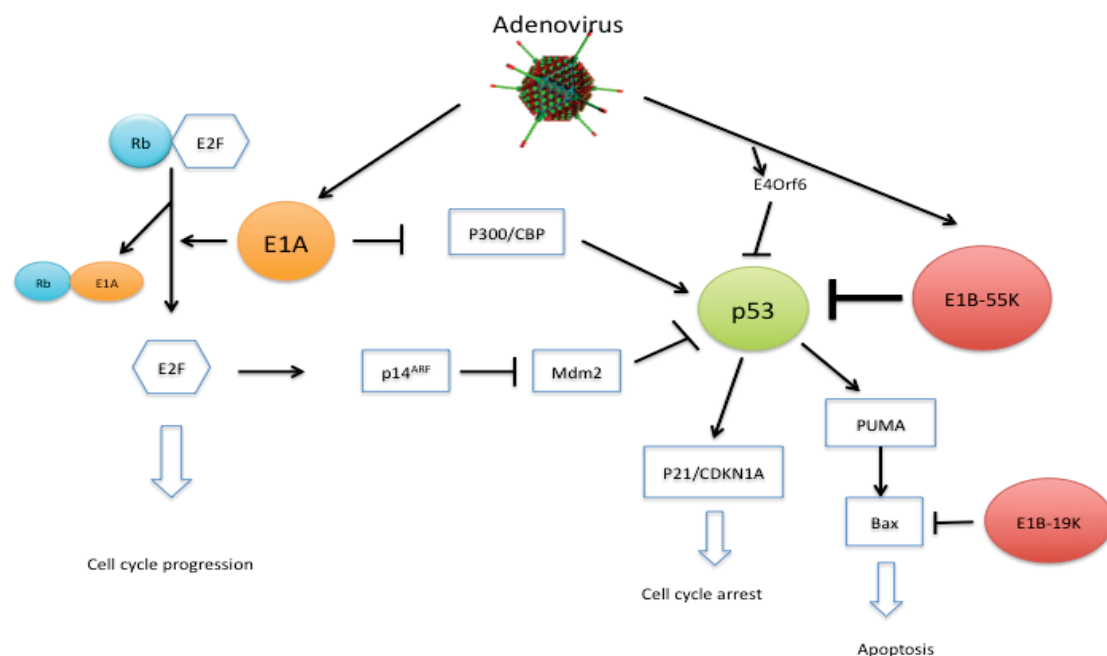 Adenovirus
Rb
E2F
E4Orf6
E1A
P300/CBP
Rb
E1A
p53
E1B-55K
E2F
p14ᴬᴿᶠ
Mdm2
PUMA
P21/CDKN1A
Bax
E1B-19K
Cell cycle progression
Cell cycle arrest
Apoptosis